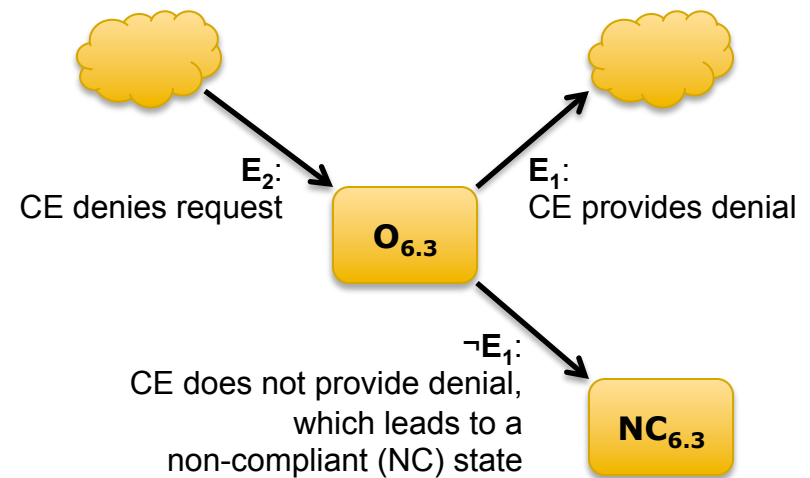 E₂:
CE denies request
E₁:
CE provides denial
O₆.₃
¬E₁:
CE does not provide denial,
which leads to a
non-compliant (NC) state
NC₆.₃